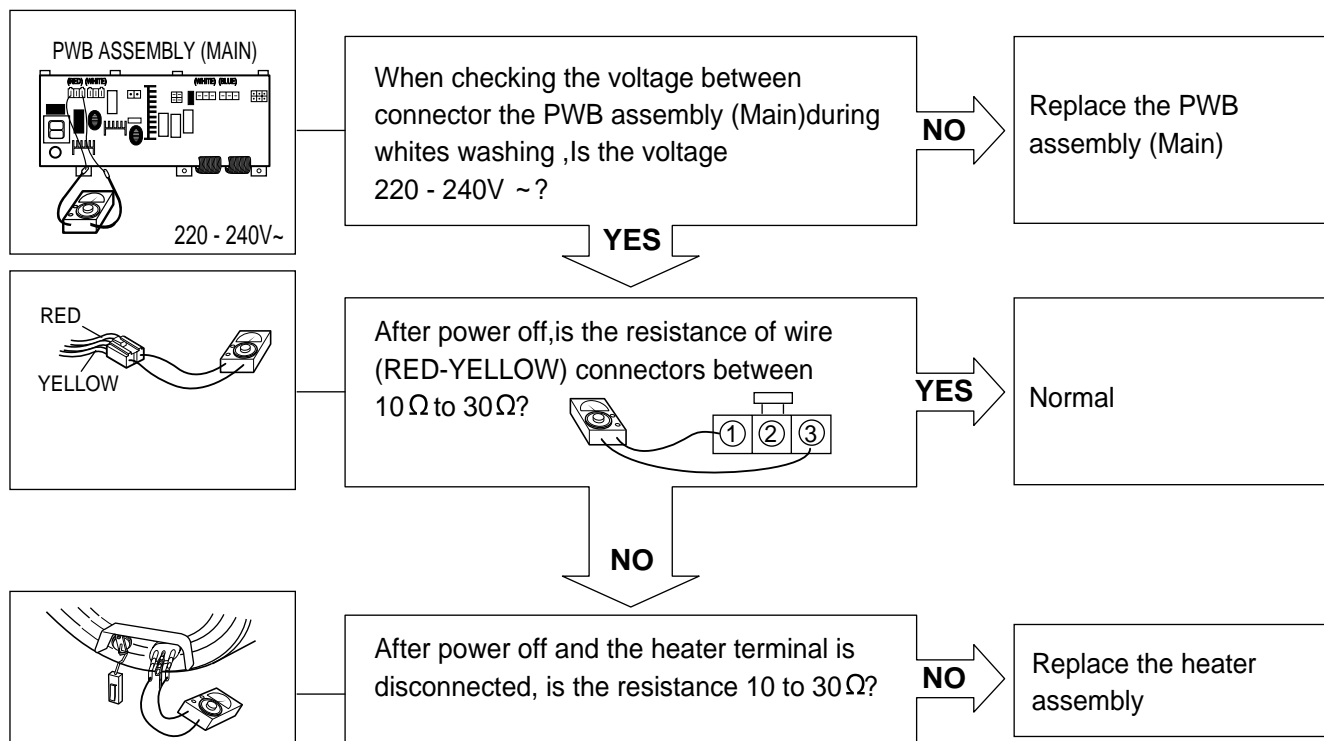 PWB ASSEMBLY (MAIN)
(RED) (WHITE)
(WHITE) (BLUE)
220 - 240V~
When checking the voltage between
connector the PWB assembly (Main)during
whites washing ,Is the voltage
220 - 240V ~?
NO
Replace the PWB
assembly (Main)
YES
RED
YELLOW
After power off,is the resistance of wire
(RED-YELLOW) connectors between
10Ω to 30Ω?
① ② ③
YES
Normal
NO
After power off and the heater terminal is
disconnected, is the resistance 10 to 30Ω?
NO
Replace the heater
assembly